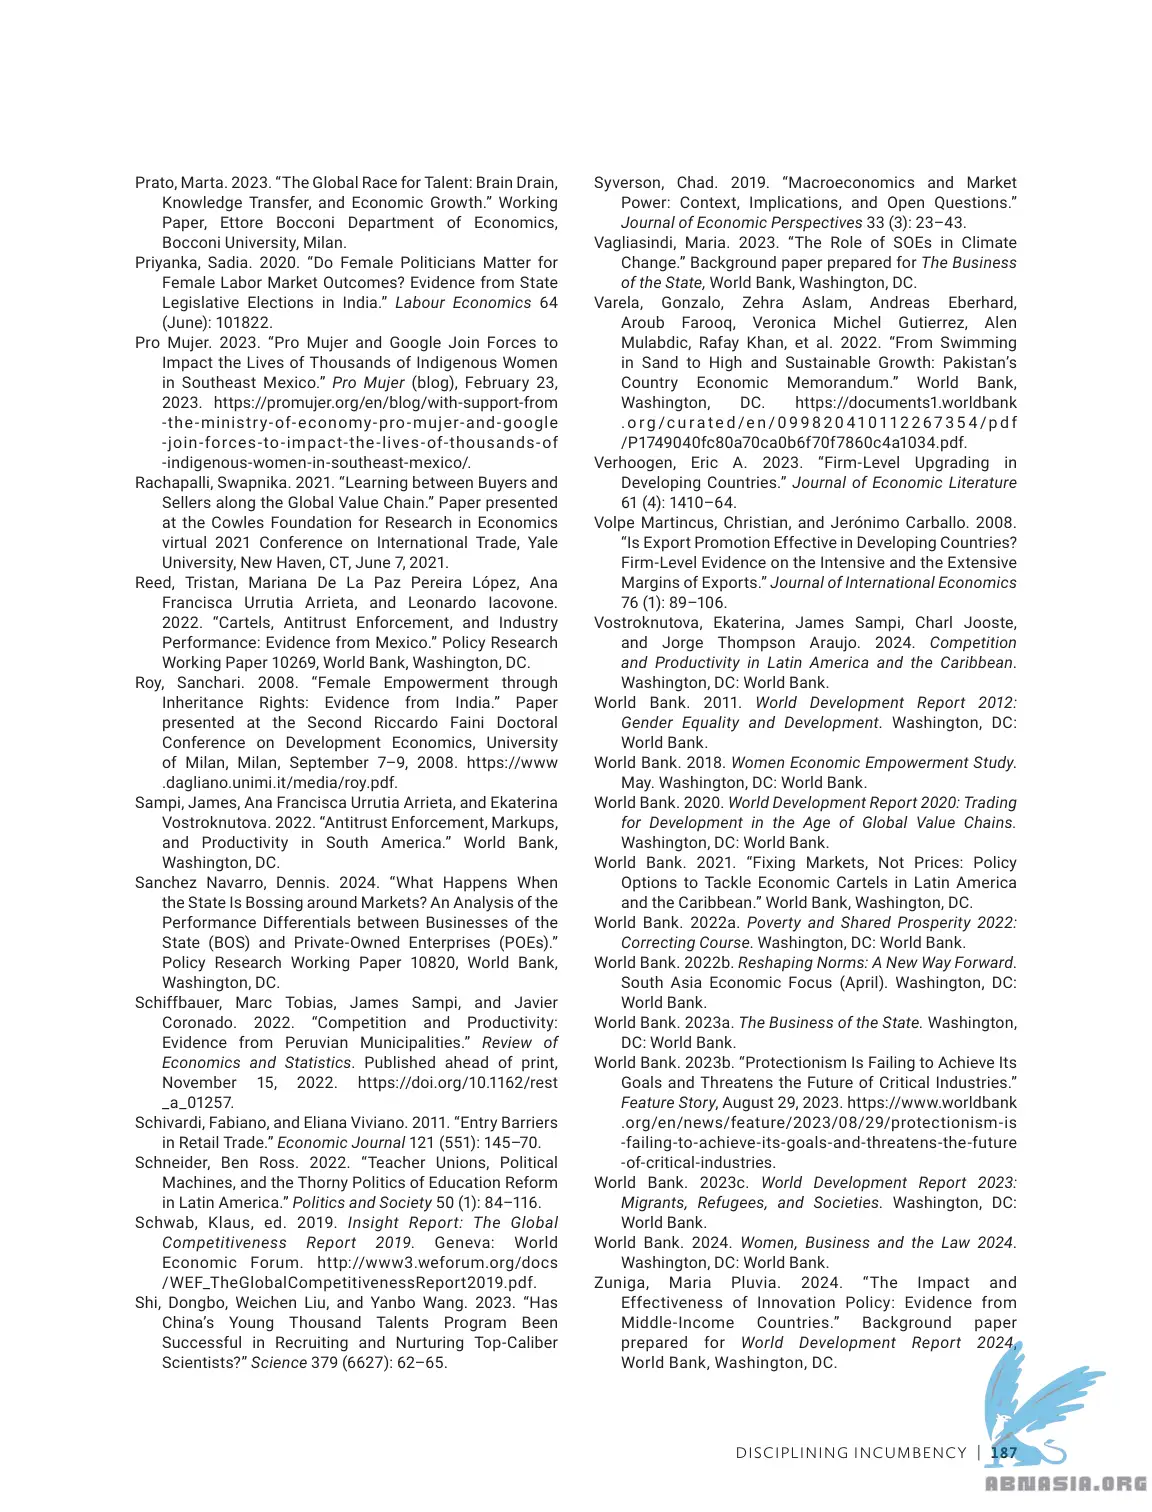 Prato, Marta. 2023. “The Global Race for Talent: Brain Drain,
Knowledge Transfer, and Economic Growth.” Working
Paper, Ettore Bocconi Department of Economics,
Bocconi University, Milan.
Priyanka, Sadia. 2020. “Do Female Politicians Matter for
Female Labor Market Outcomes? Evidence from State
Legislative Elections in India.” Labour Economics 64
(June): 101822.
Pro Mujer. 2023. “Pro Mujer and Google Join Forces to
Impact the Lives of Thousands of Indigenous Women
in Southeast Mexico.” Pro Mujer (blog), February 23,
2023. https://promujer.org/en/blog/with-support-from
-the-ministry-of-economy-pro-mujer-and-google
-join-forces-to-impact-the-lives-of-thousands-of
-indigenous-women-in-southeast-mexico/.
Rachapalli, Swapnika. 2021. “Learning between Buyers and
Sellers along the Global Value Chain.” Paper presented
at the Cowles Foundation for Research in Economics
virtual 2021 Conference on International Trade, Yale
University, New Haven, CT, June 7, 2021.
Reed, Tristan, Mariana De La Paz Pereira López, Ana
Francisca Urrutia Arrieta, and Leonardo Iacovone.
2022. “Cartels, Antitrust Enforcement, and Industry
Performance: Evidence from Mexico.” Policy Research
Working Paper 10269, World Bank, Washington, DC.
Roy, Sanchari. 2008. “Female Empowerment through
Inheritance Rights: Evidence from India.” Paper
presented at the Second Riccardo Faini Doctoral
Conference on Development Economics, University
of Milan, Milan, September 7–9, 2008. https://www
.dagliano.unimi.it/media/roy.pdf.
Sampi, James, Ana Francisca Urrutia Arrieta, and Ekaterina
Vostroknutova. 2022. “Antitrust Enforcement, Markups,
and Productivity in South America.” World Bank,
Washington, DC.
Sanchez Navarro, Dennis. 2024. “What Happens When
the State Is Bossing around Markets? An Analysis of the
Performance Differentials between Businesses of the
State (BOS) and Private-Owned Enterprises (POEs).”
Policy Research Working Paper 10820, World Bank,
Washington, DC.
Schiffbauer, Marc Tobias, James Sampi, and Javier
Coronado. 2022. “Competition and Productivity:
Evidence from Peruvian Municipalities.” Review of
Economics and Statistics. Published ahead of print,
November 15, 2022. https://doi.org/10.1162/rest
_a_01257.
Schivardi, Fabiano, and Eliana Viviano. 2011. “Entry Barriers
in Retail Trade.” Economic Journal 121 (551): 145–70.
Schneider, Ben Ross. 2022. “Teacher Unions, Political
Machines, and the Thorny Politics of Education Reform
in Latin America.” Politics and Society 50 (1): 84–116.
Schwab, Klaus, ed. 2019. Insight Report: The Global
Competitiveness Report 2019. Geneva: World
Economic Forum. http://www3.weforum.org/docs
/WEF_TheGlobalCompetitivenessReport2019.pdf.
Shi, Dongbo, Weichen Liu, and Yanbo Wang. 2023. “Has
China’s Young Thousand Talents Program Been
Successful in Recruiting and Nurturing Top-Caliber
Scientists?” Science 379 (6627): 62–65.
Syverson, Chad. 2019. “Macroeconomics and Market
Power: Context, Implications, and Open Questions.”
Journal of Economic Perspectives 33 (3): 23–43.
Vagliasindi, Maria. 2023. “The Role of SOEs in Climate
Change.” Background paper prepared for The Business
of the State, World Bank, Washington, DC.
Varela, Gonzalo, Zehra Aslam, Andreas Eberhard,
Aroub Farooq, Veronica Michel Gutierrez, Alen
Mulabdic, Rafay Khan, et al. 2022. “From Swimming
in Sand to High and Sustainable Growth: Pakistan’s
Country Economic Memorandum.” World Bank,
Washington, DC. https://documents1.worldbank
.org/curated/en/099820410112267354/pdf
/P1749040fc80a70ca0b6f70f7860c4a1034.pdf.
Verhoogen, Eric A. 2023. “Firm-Level Upgrading in
Developing Countries.” Journal of Economic Literature
61 (4): 1410–64.
Volpe Martincus, Christian, and Jerónimo Carballo. 2008.
“Is Export Promotion Effective in Developing Countries?
Firm-Level Evidence on the Intensive and the Extensive
Margins of Exports.” Journal of International Economics
76 (1): 89–106.
Vostroknutova, Ekaterina, James Sampi, Charl Jooste,
and Jorge Thompson Araujo. 2024. Competition
and Productivity in Latin America and the Caribbean.
Washington, DC: World Bank.
World Bank. 2011. World Development Report 2012:
Gender Equality and Development. Washington, DC:
World Bank.
World Bank. 2018. Women Economic Empowerment Study.
May. Washington, DC: World Bank.
World Bank. 2020. World Development Report 2020: Trading
for Development in the Age of Global Value Chains.
Washington, DC: World Bank.
World Bank. 2021. “Fixing Markets, Not Prices: Policy
Options to Tackle Economic Cartels in Latin America
and the Caribbean.” World Bank, Washington, DC.
World Bank. 2022a. Poverty and Shared Prosperity 2022:
Correcting Course. Washington, DC: World Bank.
World Bank. 2022b. Reshaping Norms: A New Way Forward.
South Asia Economic Focus (April). Washington, DC:
World Bank.
World Bank. 2023a. The Business of the State. Washington,
DC: World Bank.
World Bank. 2023b. “Protectionism Is Failing to Achieve Its
Goals and Threatens the Future of Critical Industries.”
Feature Story, August 29, 2023. https://www.worldbank
.org/en/news/feature/2023/08/29/protectionism-is
-failing-to-achieve-its-goals-and-threatens-the-future
-of-critical-industries.
World Bank. 2023c. World Development Report 2023:
Migrants, Refugees, and Societies. Washington, DC:
World Bank.
World Bank. 2024. Women, Business and the Law 2024.
Washington, DC: World Bank.
Zuniga, Maria Pluvia. 2024. “The Impact and
Effectiveness of Innovation Policy: Evidence from
Middle-Income Countries.” Background paper
prepared for World Development Report 2024,
World Bank, Washington, DC.
DISCIPLINING INCUMBENCY | 187
ABNASIA.ORG